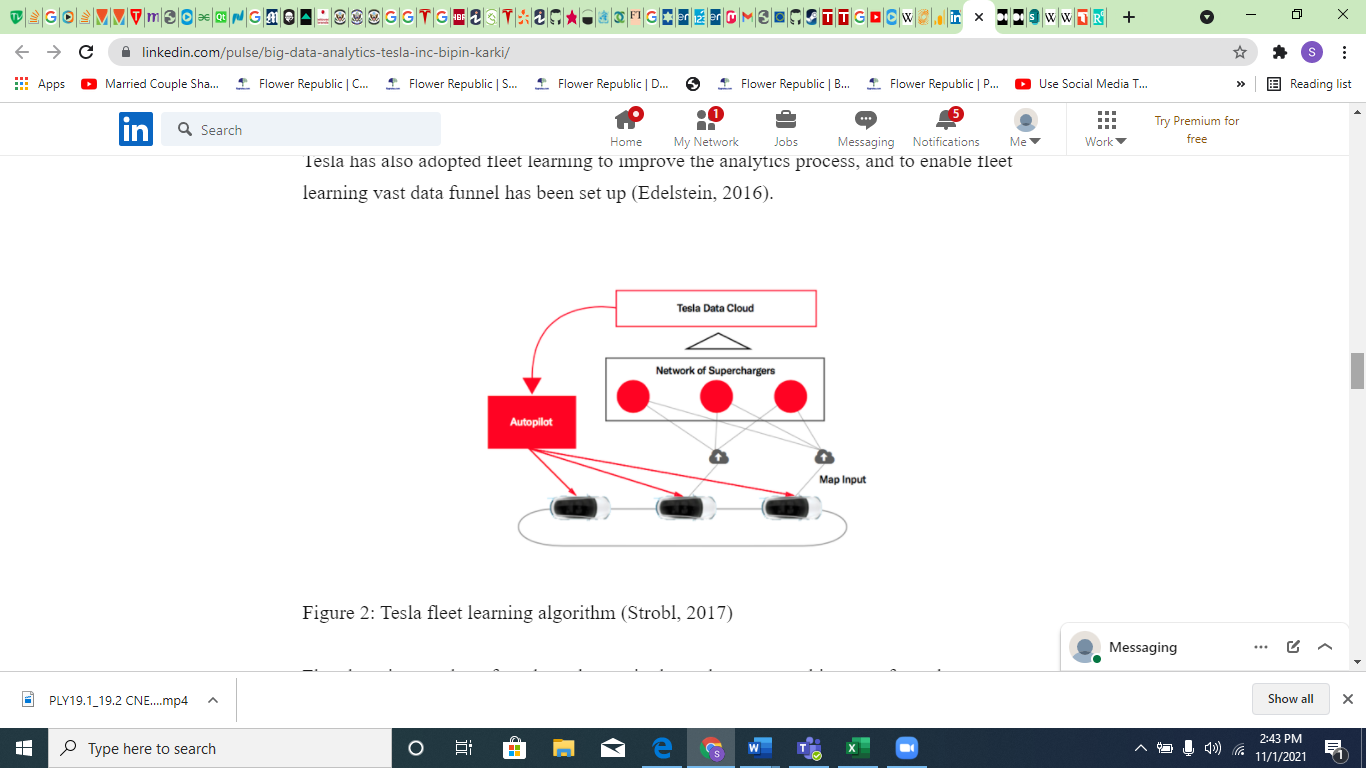 linkedin.com/pulse/big-data-analytics-tesla-inc-bipin-karki/
S
Apps
Married Couple Sha...
Flower Republic | C...
Flower Republic | S...
Flower Republic | D...
Flower Republic | B...
Flower Republic | P...
Use Social Media T...
»
Reading list
in
Search
Home
1
My Network
Jobs
Messaging
5
Notifications
Me
Work
Try Premium for
free
Tesla has also adopted fleet learning to improve the analytics process, and to enable fleet
learning vast data funnel has been set up (Edelstein, 2016).
Tesla Data Cloud
Network of Superchargers
Autopilot
Map Input
Figure 2: Tesla fleet learning algorithm (Strobl, 2017)
Messaging
PLY19.1_19.2 CNE....mp4
Show all
Type here to search
2:43 PM
11/1/2021
1